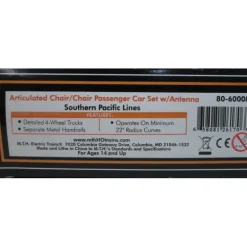 Articulated Chair/Chair Passenger Car Set w/Antenna 80-6000
Southern Pacific Lines
FEATURES
• Detailed 4-Wheel Trucks • Operates On Minimum
• Separate Metal Handrails 22" Radius Curves
www.mthHOtrains.com
M.T.H. Electric Trains® 7020 Columbia Gateway Drive, Columbia, MD 21046-1532
Made and Litho in China to M.T.H.'s Standards and Specifications
For Ages 14 and Up